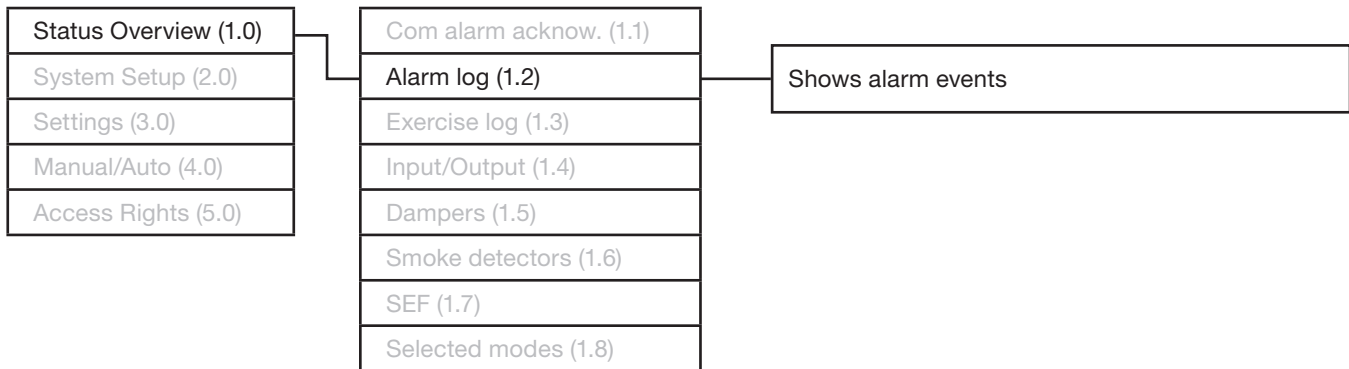 Status Overview (1.0)
System Setup (2.0)
Settings (3.0)
Manual/Auto (4.0)
Access Rights (5.0)
Com alarm acknow. (1.1)
Alarm log (1.2)
Exercise log (1.3)
Input/Output (1.4)
Dampers (1.5)
Smoke detectors (1.6)
SEF (1.7)
Selected modes (1.8)
Shows alarm events